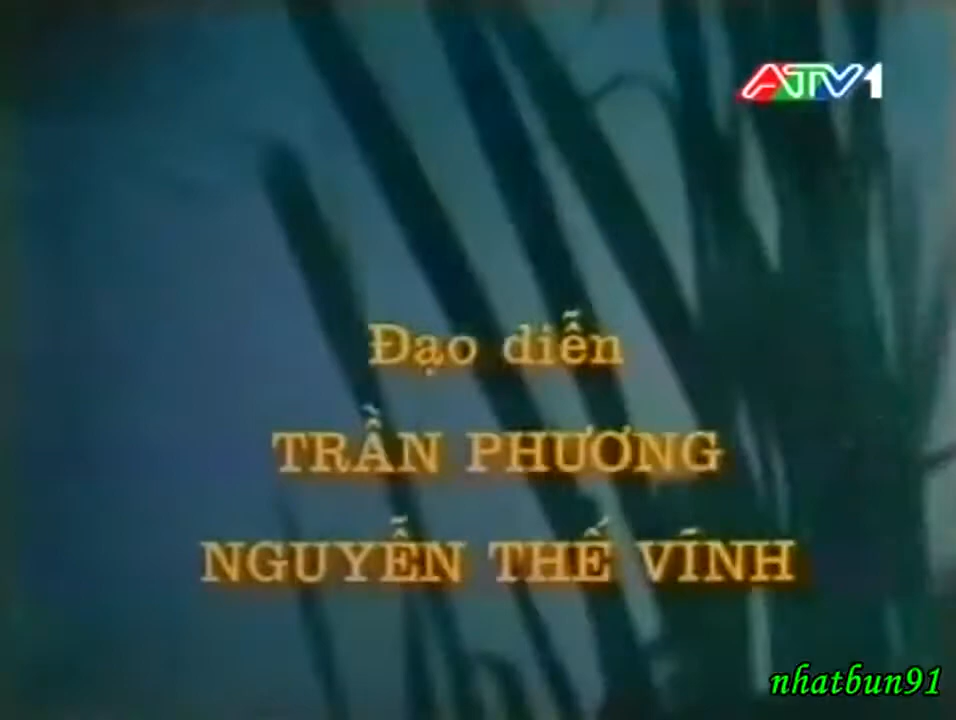 ATV1
Đạo diễn
TRẦN PHƯƠNG
NGUYỄN THẾ VĨNH
nhatbun91